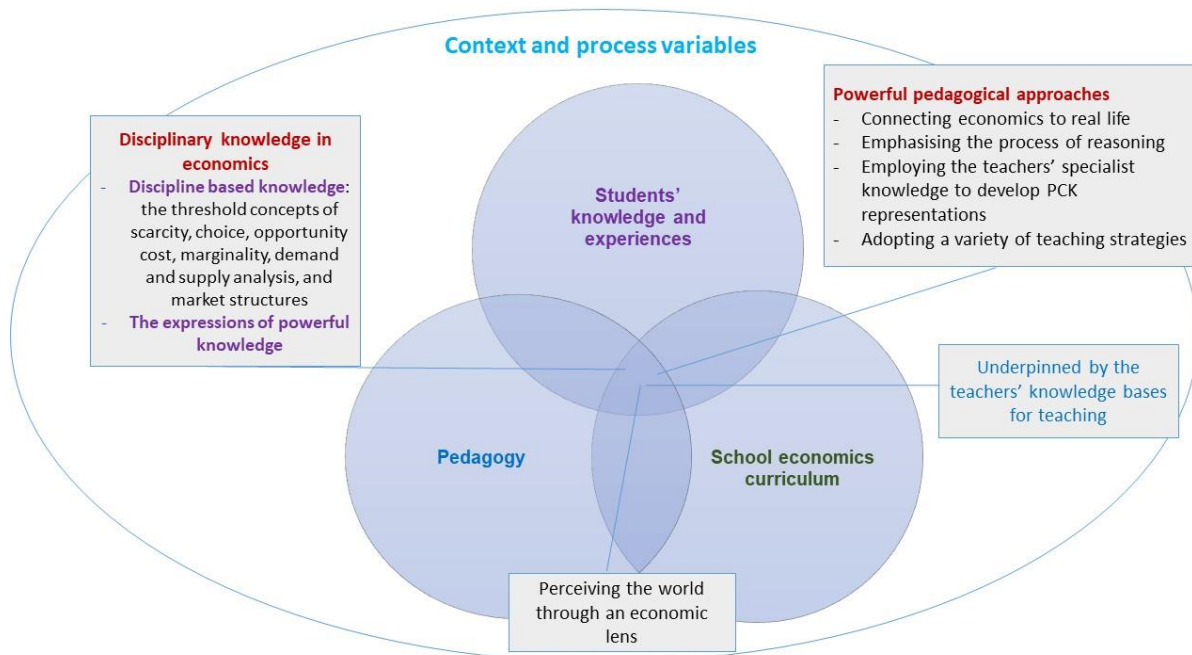 Context and process variables
Disciplinary knowledge in
economics
- Discipline based knowledge:
the threshold concepts of
scarcity, choice, opportunity
cost, marginality, demand
and supply analysis, and
market structures
- The expressions of powerful
knowledge
Students’
knowledge and
experiences
Powerful pedagogical approaches
- Connecting economics to real life
- Emphasising the process of reasoning
- Employing the teachers’ specialist
knowledge to develop PCK
representations
- Adopting a variety of teaching strategies
Underpinned by the
teachers’ knowledge bases
for teaching
Pedagogy
School economics
curriculum
Perceiving the world
through an economic
lens